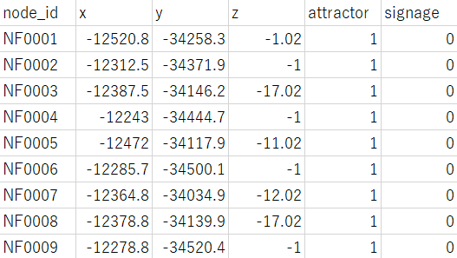 node_id x y z attractor signage
NF0001 -12520.8 -34258.3 -1.02 1 0
NF0002 -12312.5 -34371.9 -1 1 0
NF0003 -12387.5 -34146.2 -17.02 1 0
NF0004 -12243 -34444.7 -1 1 0
NF0005 -12472 -34117.9 -11.02 1 0
NF0006 -12285.7 -34500.1 -1 1 0
NF0007 -12364.8 -34034.9 -12.02 1 0
NF0008 -12378.8 -34139.9 -17.02 1 0
NF0009 -12278.8 -34520.4 -1 1 0